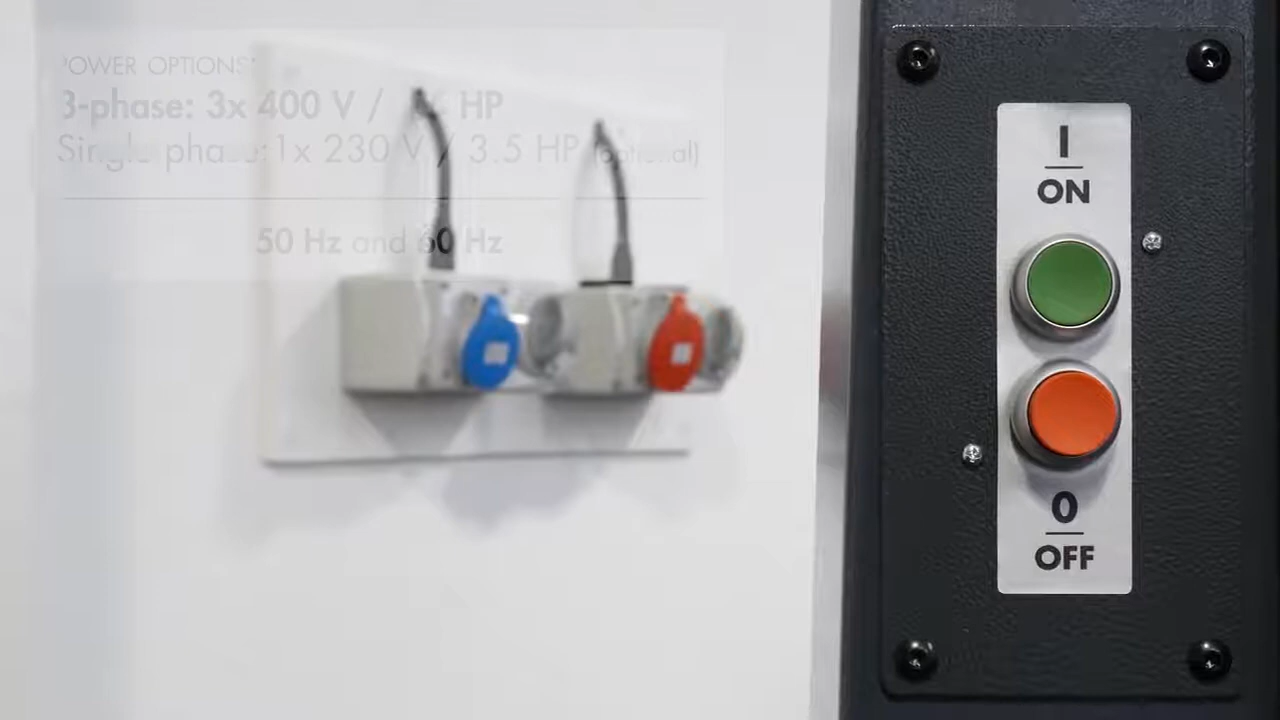 POWER OPTIONS*
3-phase: 3x 400 V / HP
Single phase: 1x 230 V / 3.5 HP (optional)
50 Hz and 60 Hz
I
ON
0
OFF